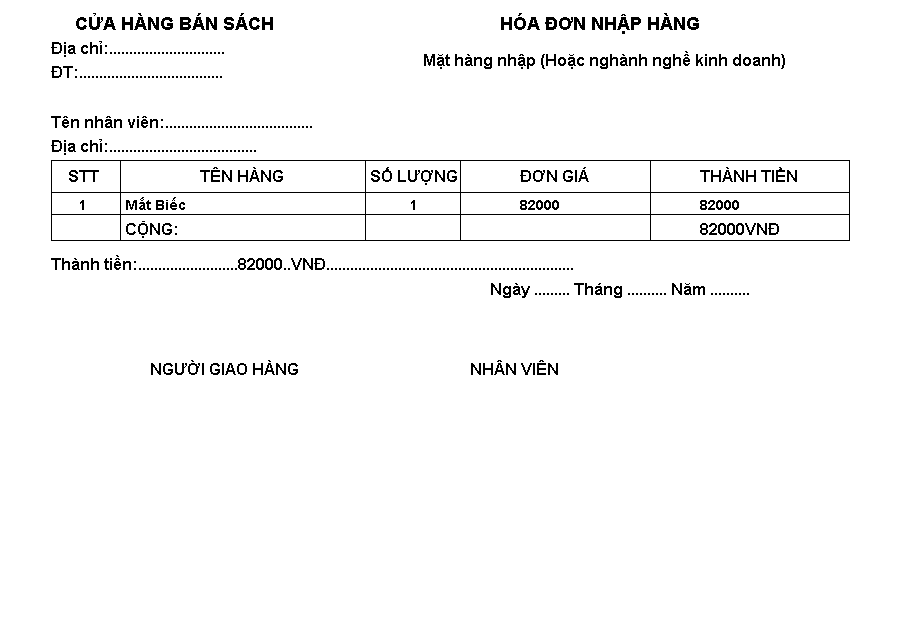 CỬA HÀNG BÁN SÁCH
HÓA ĐƠN NHẬP HÀNG
Địa chỉ:.............................
Mặt hàng nhập (Hoặc nghành nghề kinh doanh)
ĐT:....................................
Tên nhân viên:.....................................
Địa chỉ:.....................................
STT TÊN HÀNG SỐ LƯỢNG ĐƠN GIÁ THÀNH TIỀN
1 Mắt Biếc 1 82000 82000
CỘNG: 82000VNĐ
Thành tiền:.........................82000..VNĐ..............................................................
Ngày ......... Tháng .......... Năm ..........
NGƯỜI GIAO HÀNG NHÂN VIÊN